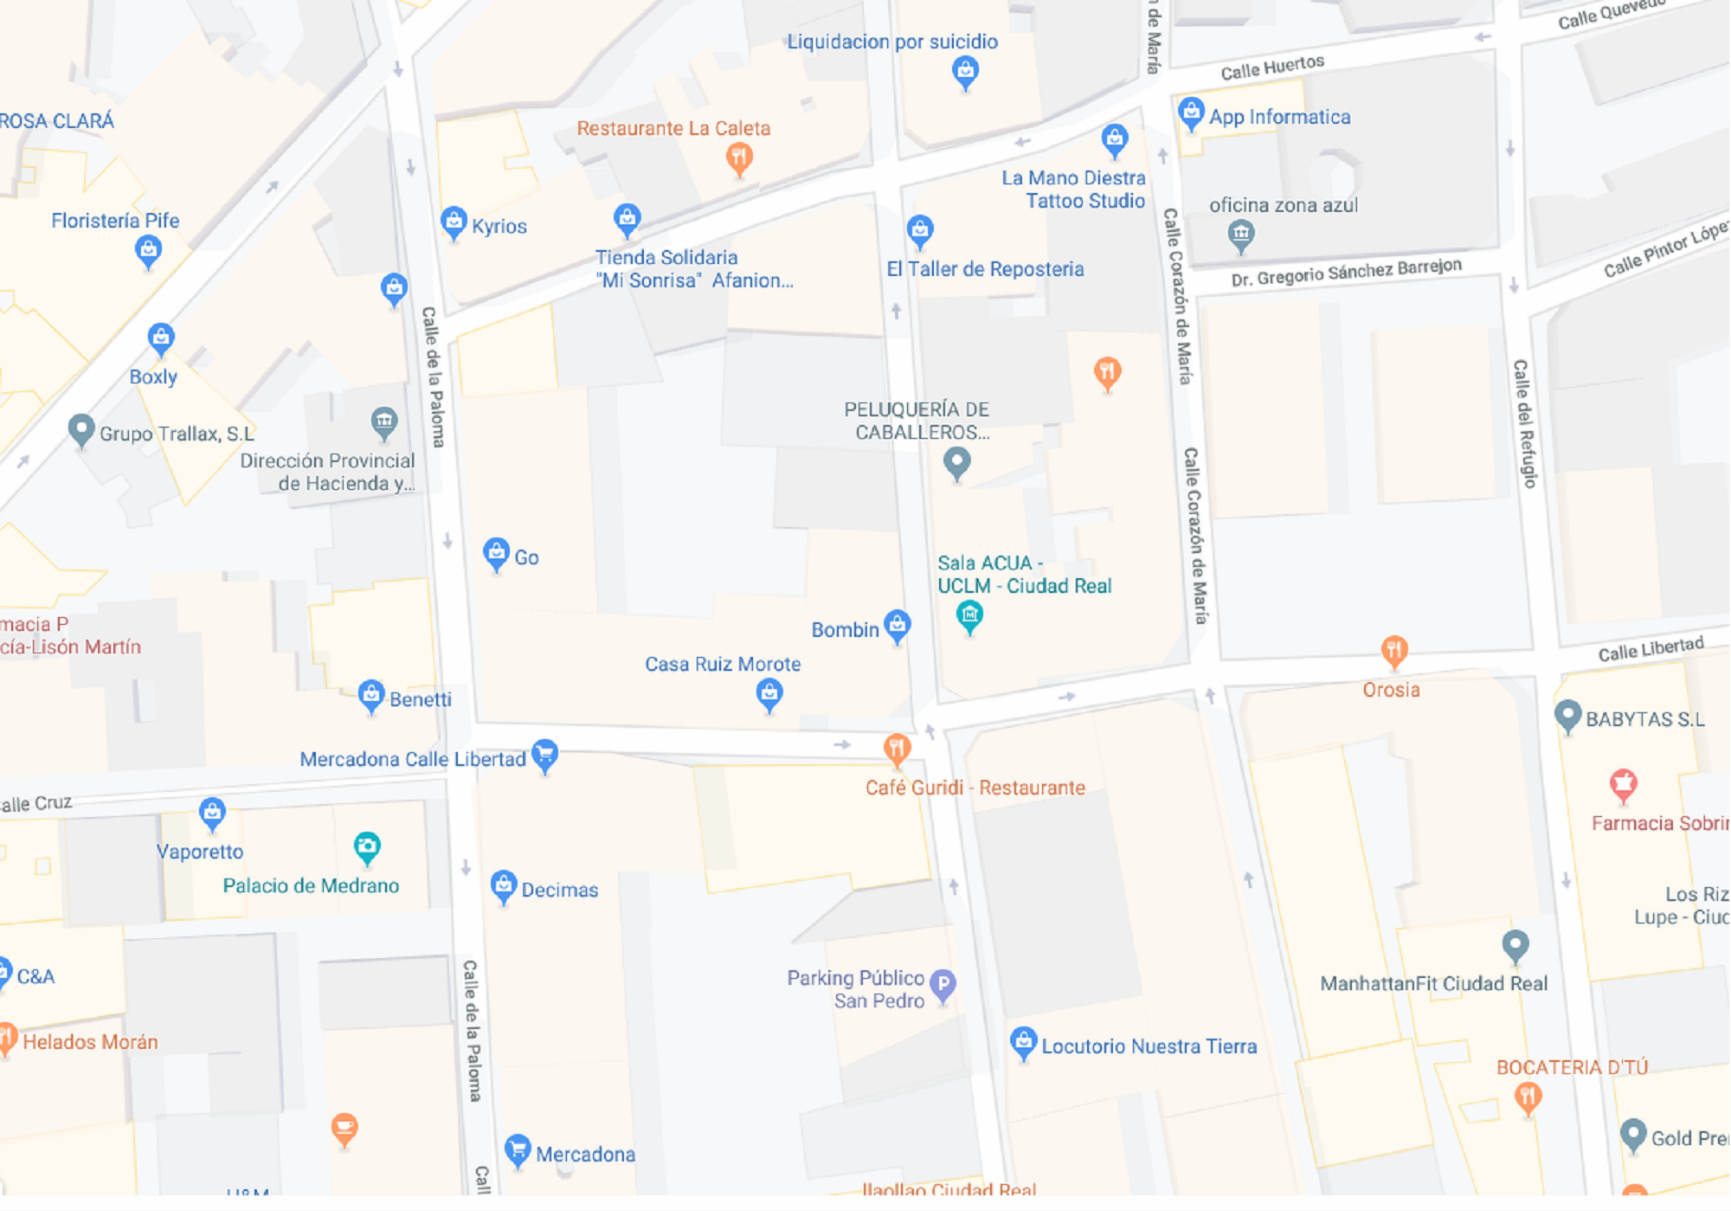 Calle Quevedo
n de María
Liquidacion por suicidio
Calle Huertos
ROSA CLARÁ
App Informatica
Restaurante La Caleta
La Mano Diestra
Tattoo Studio
oficina zona azul
Floristería Pife
Kyrios
Tienda Solidaria
"Mi Sonrisa" Afanion...
El Taller de Reposteria
Calle Corazón de María
Dr. Gregorio Sánchez Barrejon
Calle Pintor Lópe
Calle de la Paloma
Boxly
Calle del Refugio
PELUQUERÍA DE
CABALLEROS...
Grupo Trallax, S.L
Dirección Provincial
de Hacienda y...
Calle Corazón de María
Go
Sala ACUA -
UCLM - Ciudad Real
macia P
cía-Lisón Martín
Bombin
Calle Libertad
Casa Ruiz Morote
Orosia
Benetti
BABYTAS S.L
Mercadona Calle Libertad
Café Guridi - Restaurante
alle Cruz
Farmacia Sobrin
Vaporetto
Palacio de Medrano
Decimas
Los Riz
Lupe - Ciud
C&A
Parking Público
San Pedro
ManhattanFit Ciudad Real
Calle de la Paloma
Helados Morán
Locutorio Nuestra Tierra
BOCATERIA D'TÚ
Gold Pre
Mercadona
Call
H&M
llaollao Ciudad Real